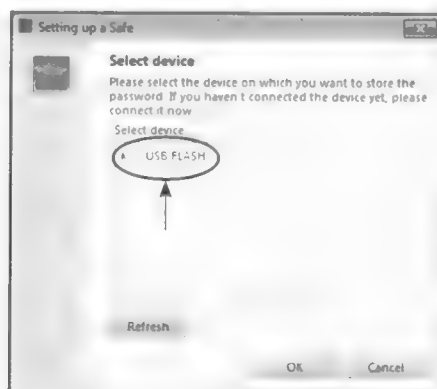 Setting up a Safe
Select device
Please select the device on which you want to store the
password If you haven t connected the device yet, please
connect it now
Select device
USB FLASH
Refresh
OK
Cancel